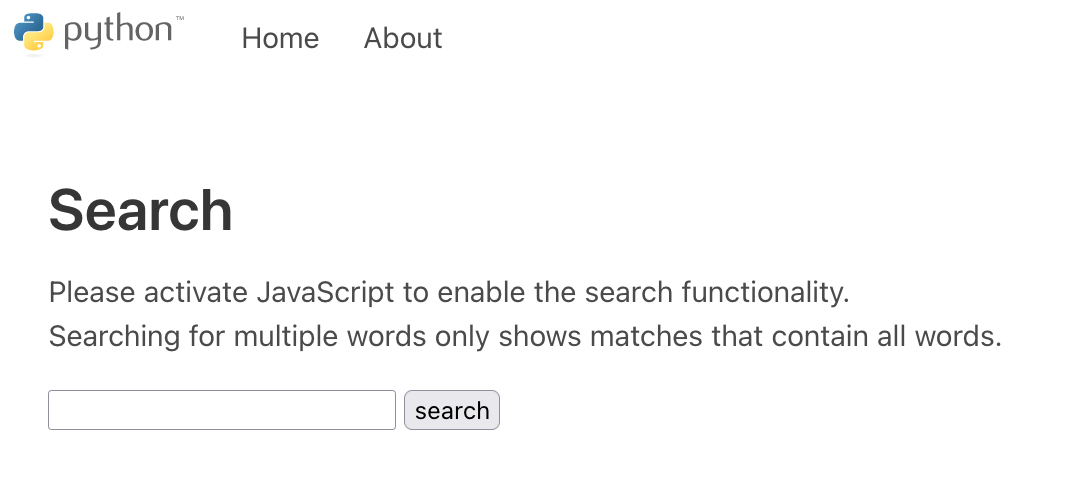 python™ Home About
Search
Please activate JavaScript to enable the search functionality.
Searching for multiple words only shows matches that contain all words.
search